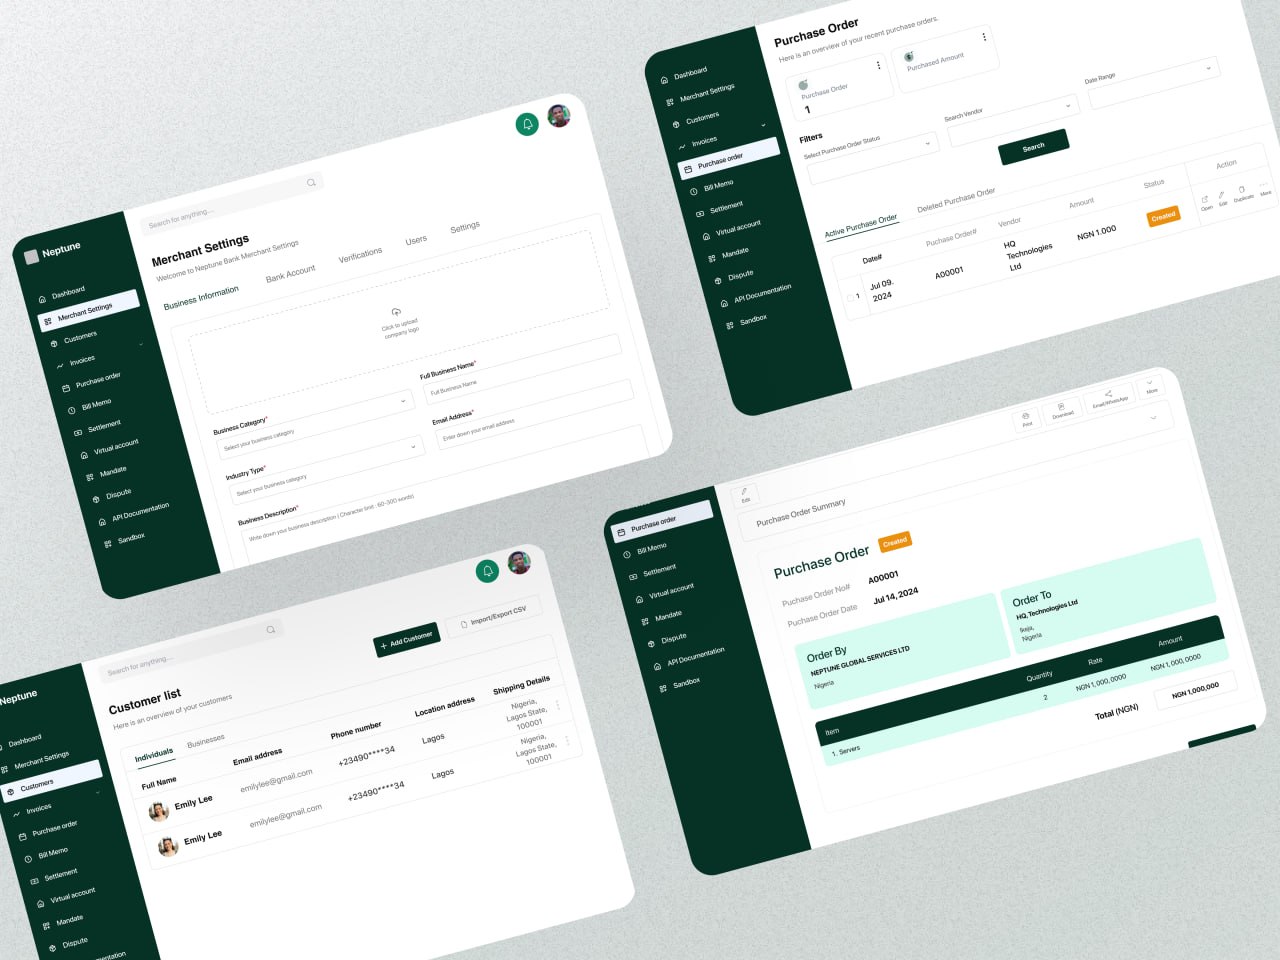 Neptune
Dashboard
Merchant Settings
Customers
Invoices
Purchase order
Bill Memo
Settlement
Virtual account
Mandate
Dispute
API Documentation
Sandbox
Search for anything....
Merchant Settings
Welcome to Neptune Bank Merchant Settings
Business Information
Bank Account
Verifications
Users
Settings
Click to upload
company logo
Business Category*
Select your business category
Full Business Name*
Full Business Name
Industry Type*
Select your business category
Email Address*
Enter down your email address
Business Description*
Write down your business description ( Character limit : 60-300 words)
Dashboard
Merchant Settings
Customers
Invoices
Purchase order
Bill Memo
Settlement
Virtual account
Mandate
Dispute
API Documentation
Sandbox
Purchase Order
Here is an overview of your recent purchase orders.
Purchase Order
1
Purchased Amount
Filters
Select Purchase Order Status
Search Vendor
Date Range
Search
Active Purchase Order
Deleted Purchase Order
Date#
Puchase Order#
Vendor
Amount
Status
Action
1
Jul 09.
2024
A00001
HQ
Technologies
Ltd
NGN 1.000
Created
Open
Edit
Duplicate
More
Neptune
Dashboard
Merchant Settings
Customers
Invoices
Purchase order
Bill Memo
Settlement
Virtual account
Mandate
Dispute
entation
Search for anything....
Add Customer
Import/Export CSV
Customer list
Here is an overview of your customers
Individuals
Businesses
Full Name
Email address
Phone number
Location address
Shipping Details
Emily Lee
emilylee@gmail.com
+23490****34
Lagos
Nigeria,
Lagos State,
100001
Emily Lee
emilylee@gmail.com
+23490****34
Lagos
Nigeria,
Lagos State,
100001
Purchase order
Bill Memo
Settlement
Virtual account
Mandate
Dispute
API Documentation
Sandbox
Edit
Print
Download
Email/WhatsApp
More
Purchase Order Summary
Purchase Order
Created
Puchase Order No#
A00001
Puchase Order Date
Jul 14, 2024
Order By
NEPTUNE GLOBAL SERVICES LTD
Nigeria
Order To
HQ, Technologies Ltd
Ikeja,
Nigeria
Item
Quantity
Rate
Amount
1. Servers
2
NGN 1,000,0000
NGN 1,000,0000
Total (NGN)
NGN 1,000,000